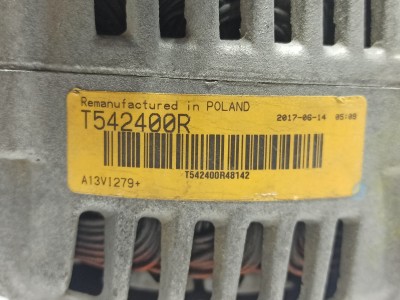 Remanufactured in POLAND
2017-06-14 05:09
T542400R
T542400R48142
A13VI279+